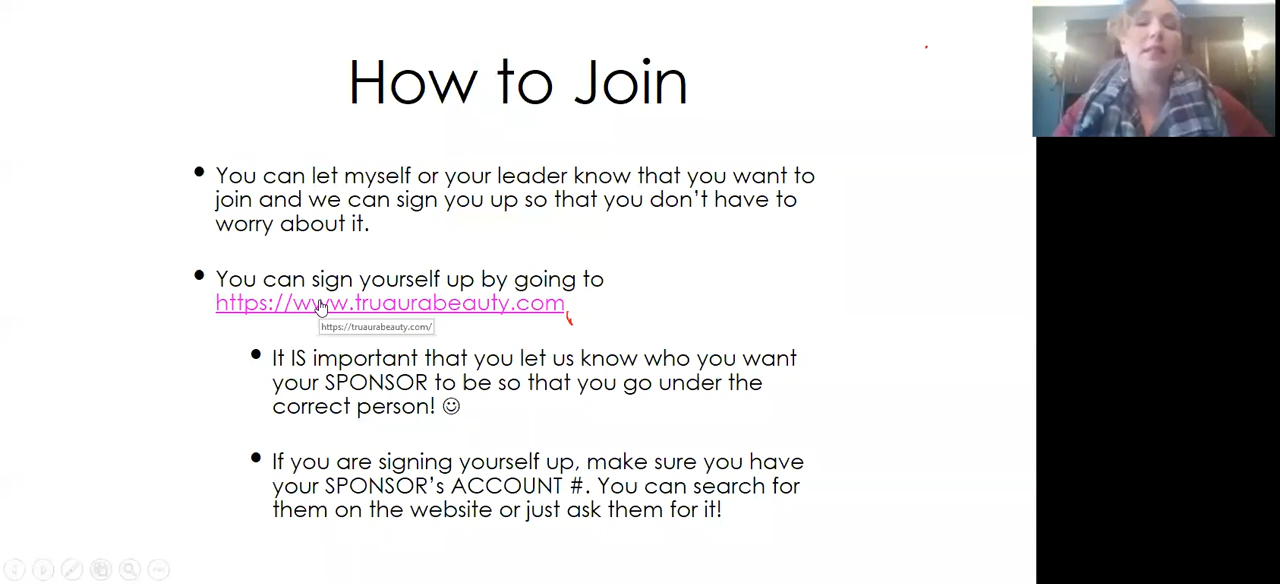 How to Join
• You can let myself or your leader know that you want to
join and we can sign you up so that you don't have to
worry about it.
• You can sign yourself up by going to
https://www.truaurabeauty.com
https://truaurabeauty.com/
• It IS important that you let us know who you want
your SPONSOR to be so that you go under the
correct person! ☺
• If you are signing yourself up, make sure you have
your SPONSOR's ACCOUNT #. You can search for
them on the website or just ask them for it!